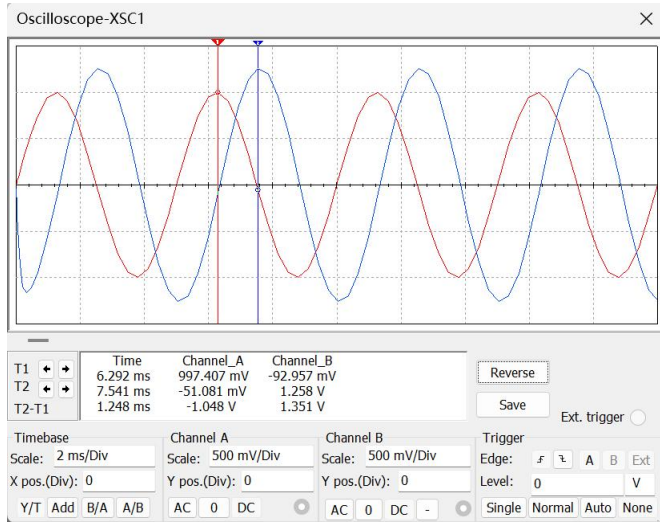 Oscilloscope-XSC1
1 2
Time Channel_A Channel_B
T1 6.292 ms 997.407 mV -92.957 mV
T2 7.541 ms -51.081 mV 1.258 V
T2-T1 1.248 ms -1.048 V 1.351 V
Reverse
Save
Ext. trigger
Timebase Channel A Channel B Trigger
Scale: 2 ms/Div Scale: 500 mV/Div Scale: 500 mV/Div Edge: A B Ext
X pos.(Div): 0 Y pos.(Div): 0 Y pos.(Div): 0 Level: 0 V
Y/T Add B/A A/B AC 0 DC AC 0 DC - Single Normal Auto None